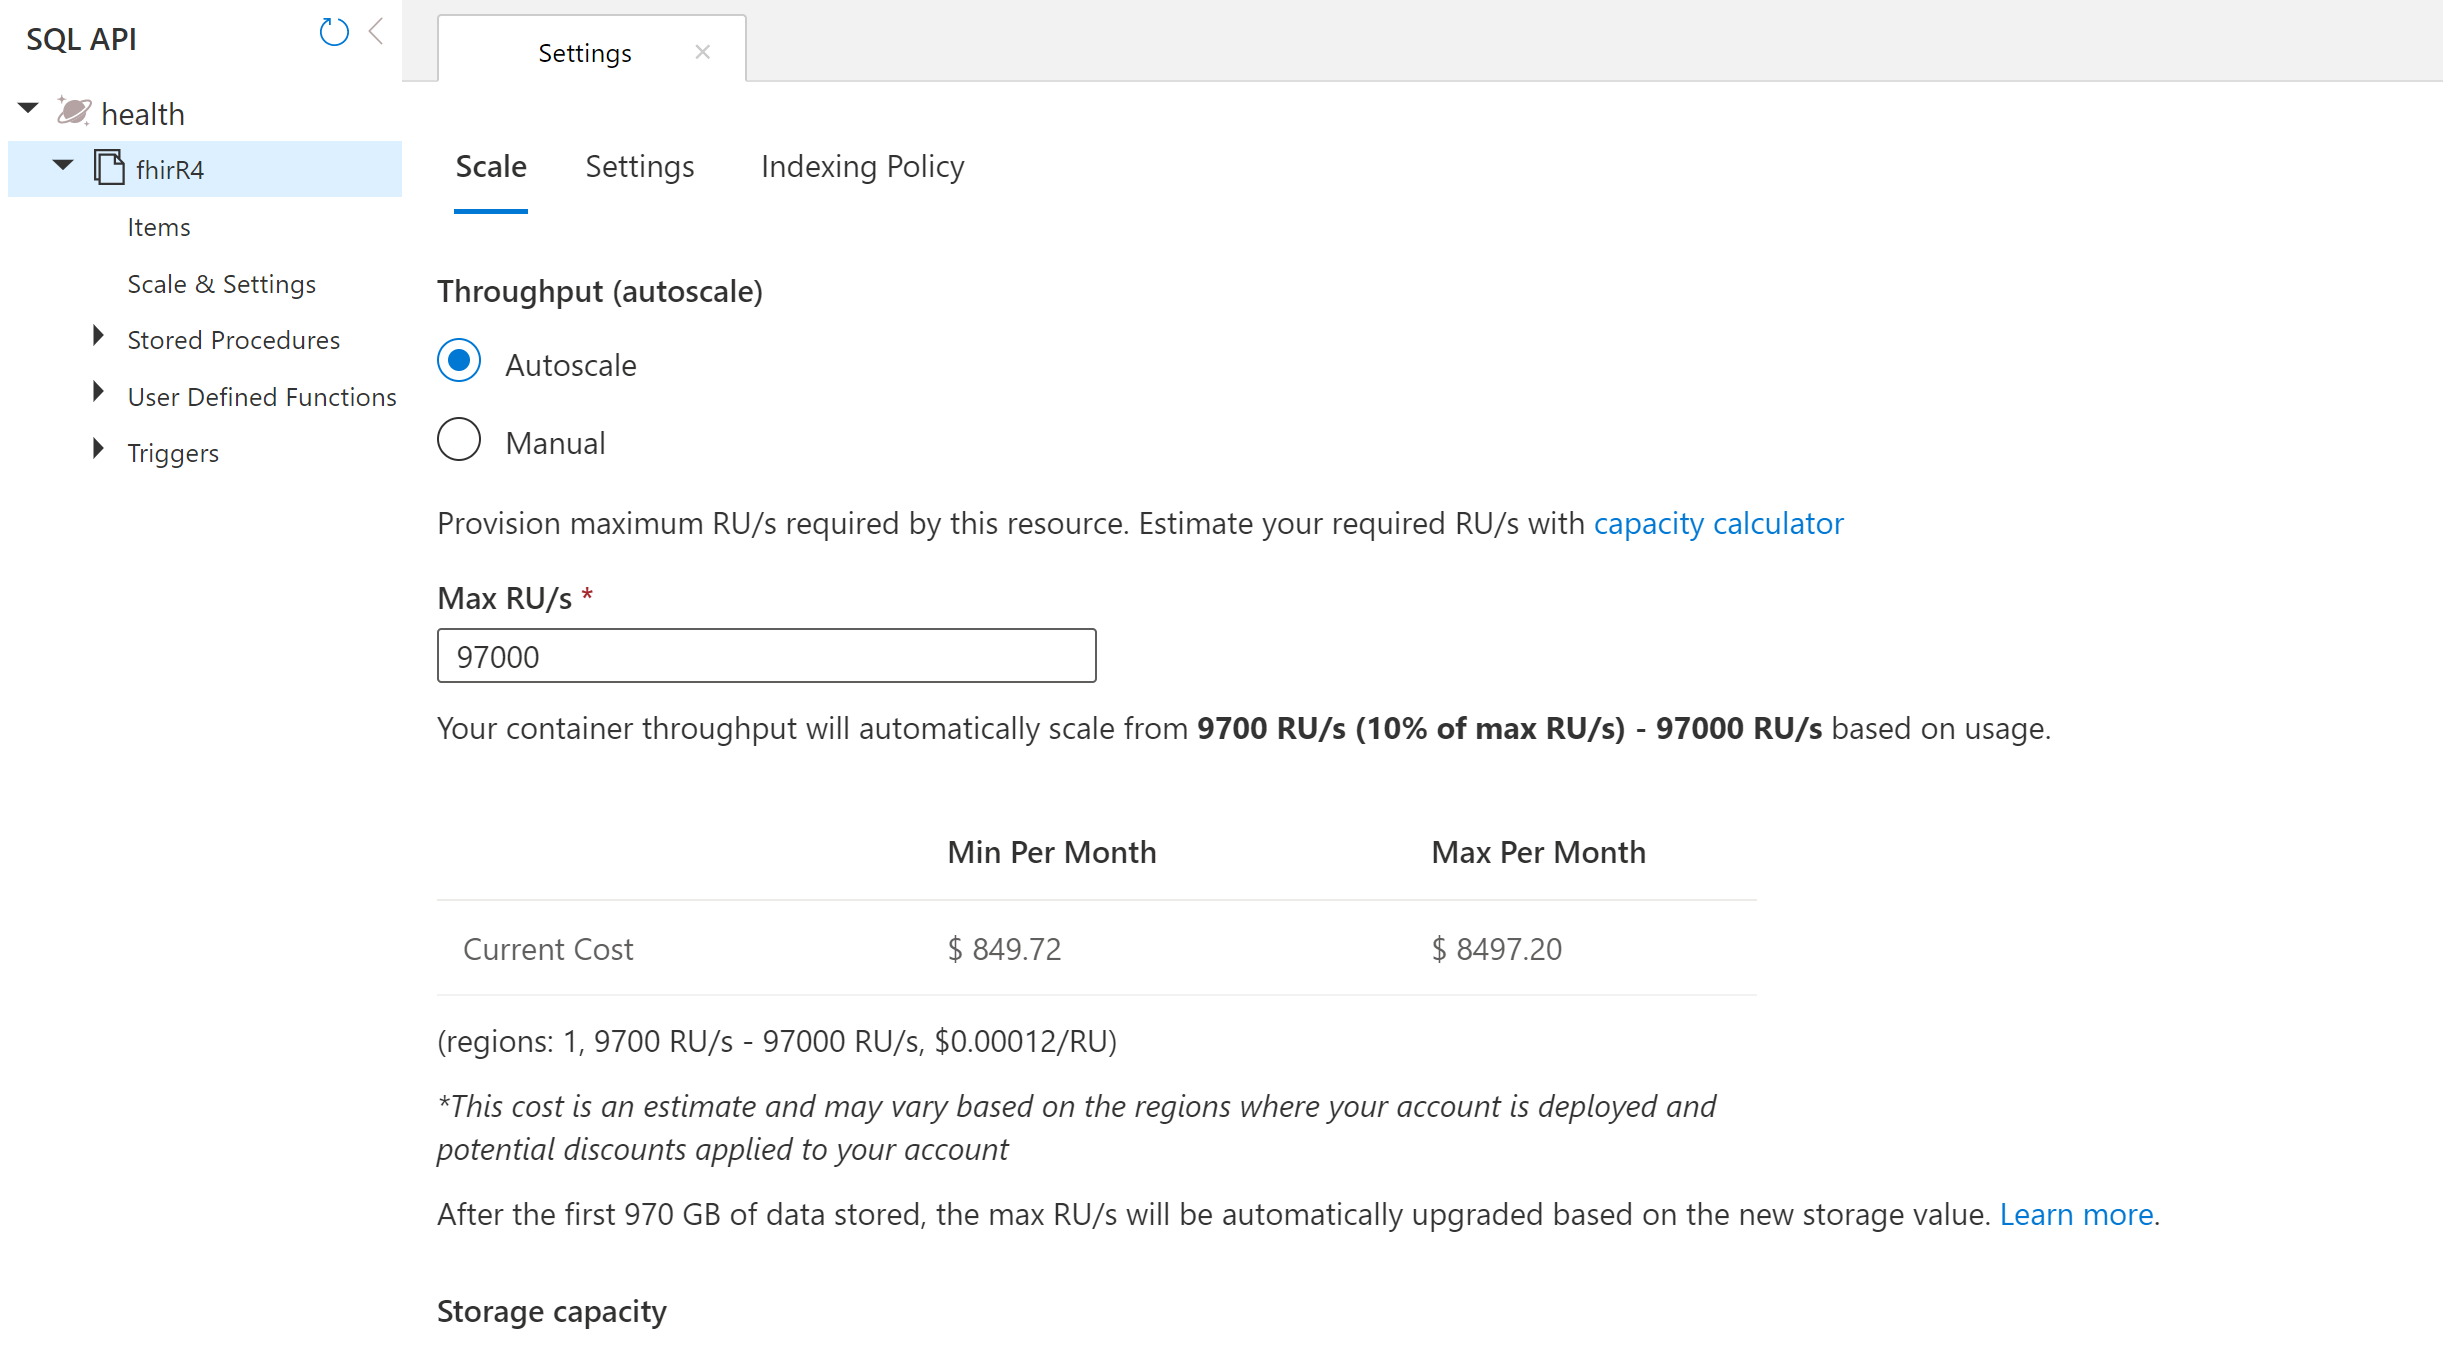 SQL API
health
fhirR4
Items
Scale & Settings
Stored Procedures
User Defined Functions
Triggers
Settings
Scale Settings Indexing Policy
Throughput (autoscale)
Autoscale
Manual
Provision maximum RU/s required by this resource. Estimate your required RU/s with capacity calculator
Max RU/s *
97000
Your container throughput will automatically scale from 9700 RU/s (10% of max RU/s) - 97000 RU/s based on usage.
Min Per Month Max Per Month
Current Cost $ 849.72 $ 8497.20
(regions: 1, 9700 RU/s - 97000 RU/s, $0.00012/RU)
*This cost is an estimate and may vary based on the regions where your account is deployed and
potential discounts applied to your account
After the first 970 GB of data stored, the max RU/s will be automatically upgraded based on the new storage value. Learn more.
Storage capacity